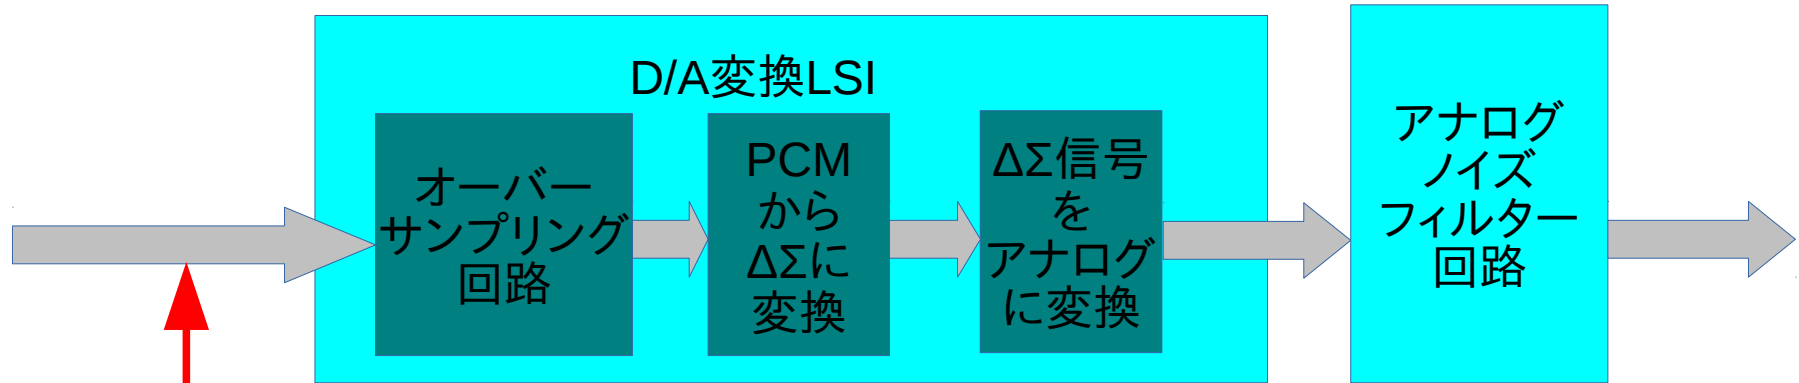 D/A変換LSI
オーバー
サンプリング
回路
PCM
から
ΔΣに
変換
ΔΣ信号
を
アナログ
に変換
アナログ
ノイズ
フィルター
回路